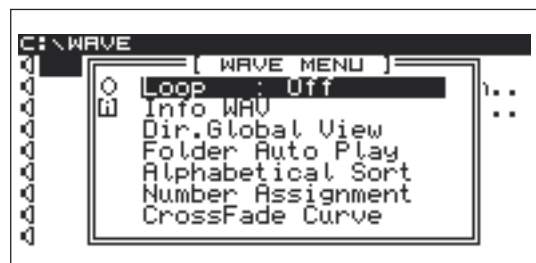 C:\WAVE
[ WAVE MENU ]
Loop : Off
Info WAV
Dir.Global View
Folder Auto Play
Alphabetical Sort
Number Assignment
CrossFade Curve